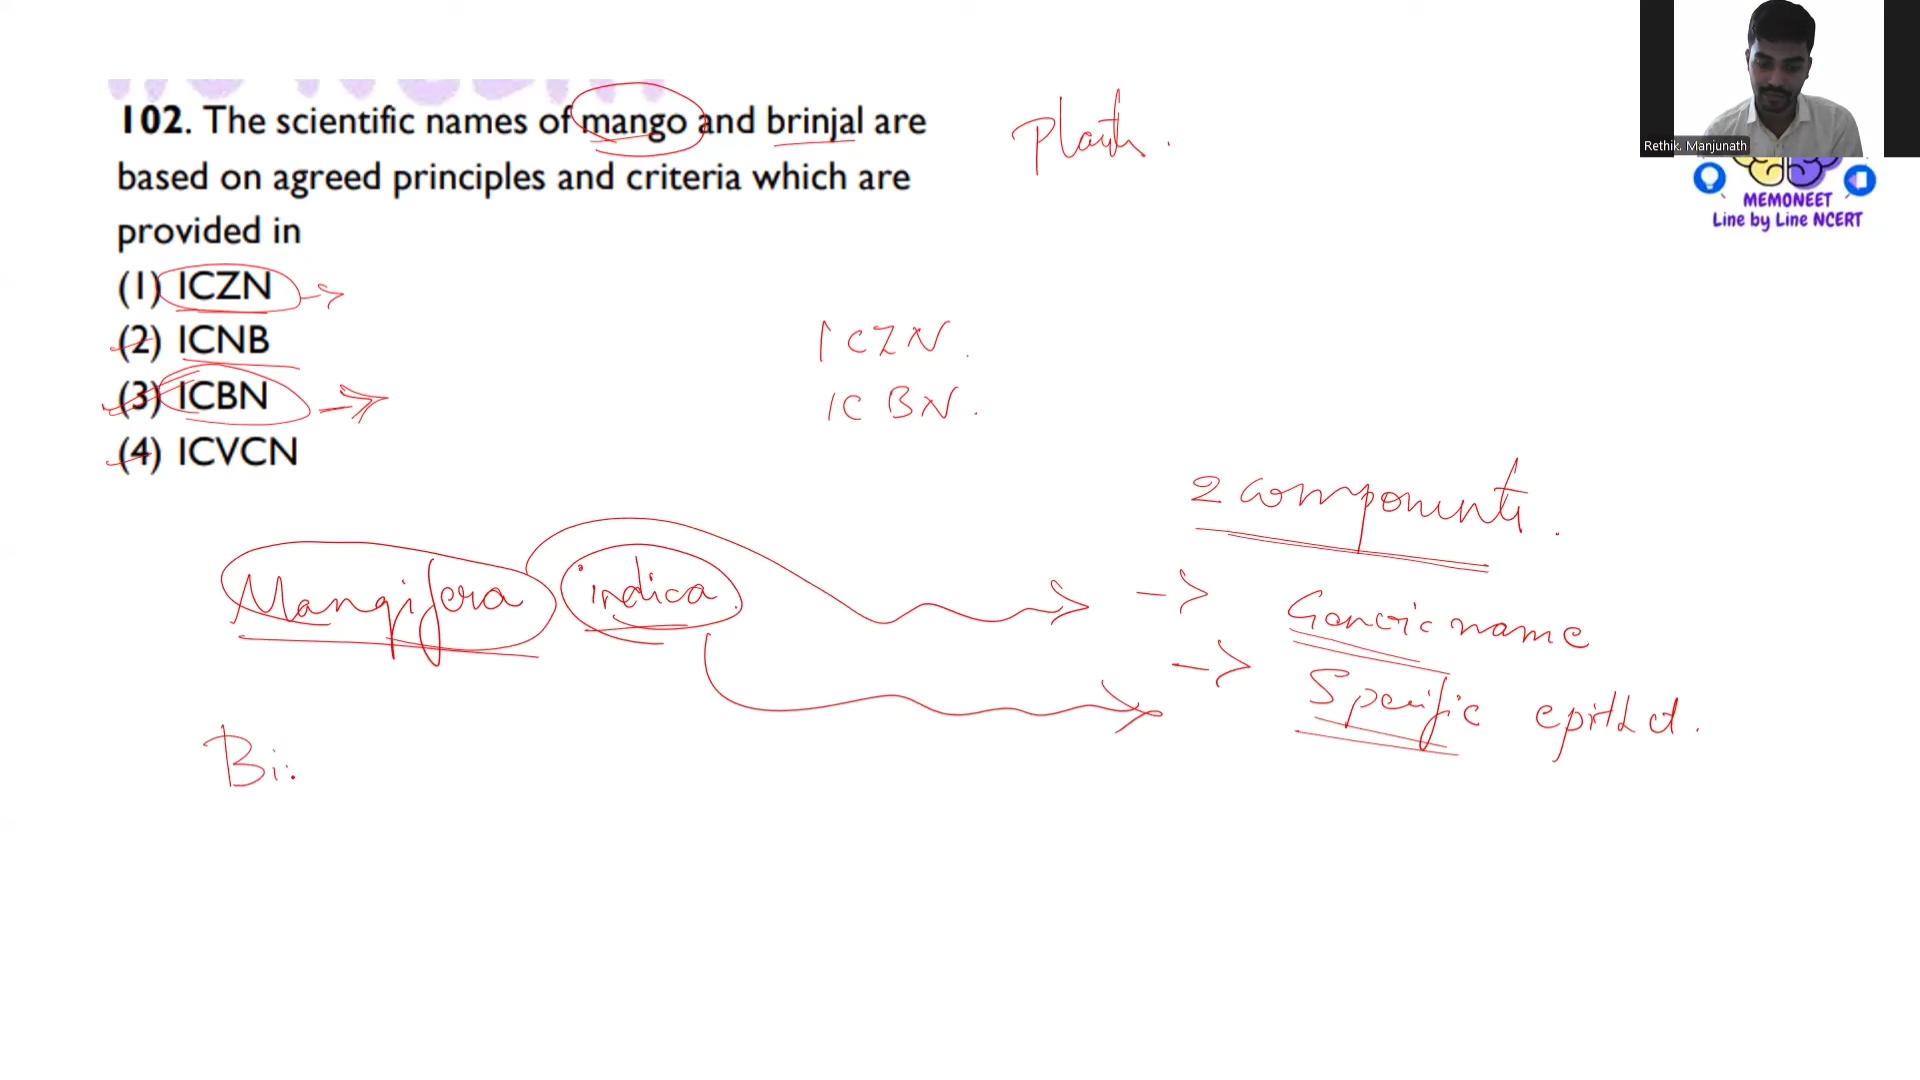 102. The scientific names of mango and brinjal are
based on agreed principles and criteria which are
provided in
(1) ICZN
(2) ICNB
(3) ICBN
(4) ICVCN
Rethik. Manjunath
MEMONEET
Line by Line NCERT
ICZN.
ICBN.
2 components.
Mangifera indica.
Generic name
Specific epithet.
Bi